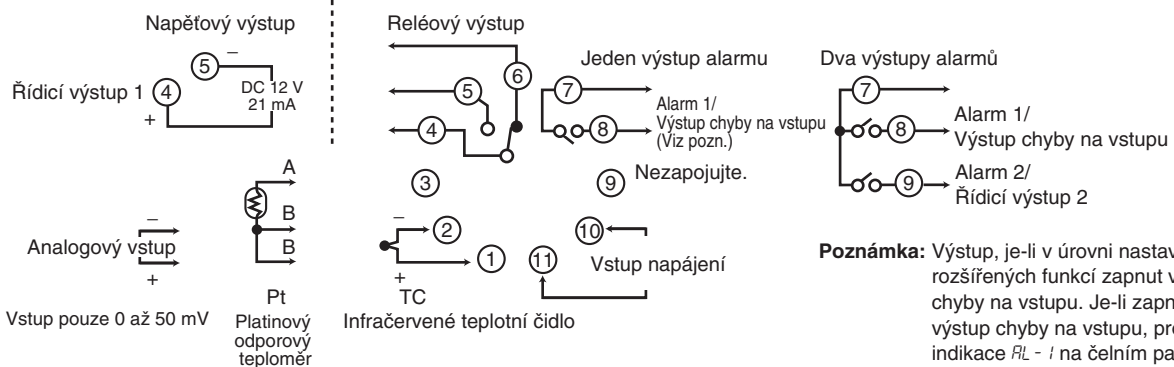 Napěťový výstup
⑤ –
Řídicí výstup 1 ④
+
DC 12 V
21 mA
Reléový výstup
⑥
⑤
④
Jeden výstup alarmu
⑦
Alarm 1/
⑧ Výstup chyby na vstupu
(Viz pozn.)
Dva výstupy alarmů
⑦
⑧ Alarm 1/
Výstup chyby na vstupu
⑨ Alarm 2/
Řídicí výstup 2
③
⑨ Nezapojujte.
–
Analogový vstup
+
Vstup pouze 0 až 50 mV
A
B
B
Pt
Platinový
odporový
teploměr
– ②
①
+
TC
Infračervené teplotní čidlo
⑩
⑪ Vstup napájení
Poznámka: Výstup, je-li v úrovni nastav
rozšířených funkcí zapnut v
chyby na vstupu. Je-li zapn
výstup chyby na vstupu, pro
indikace AL-1 na čelním pa